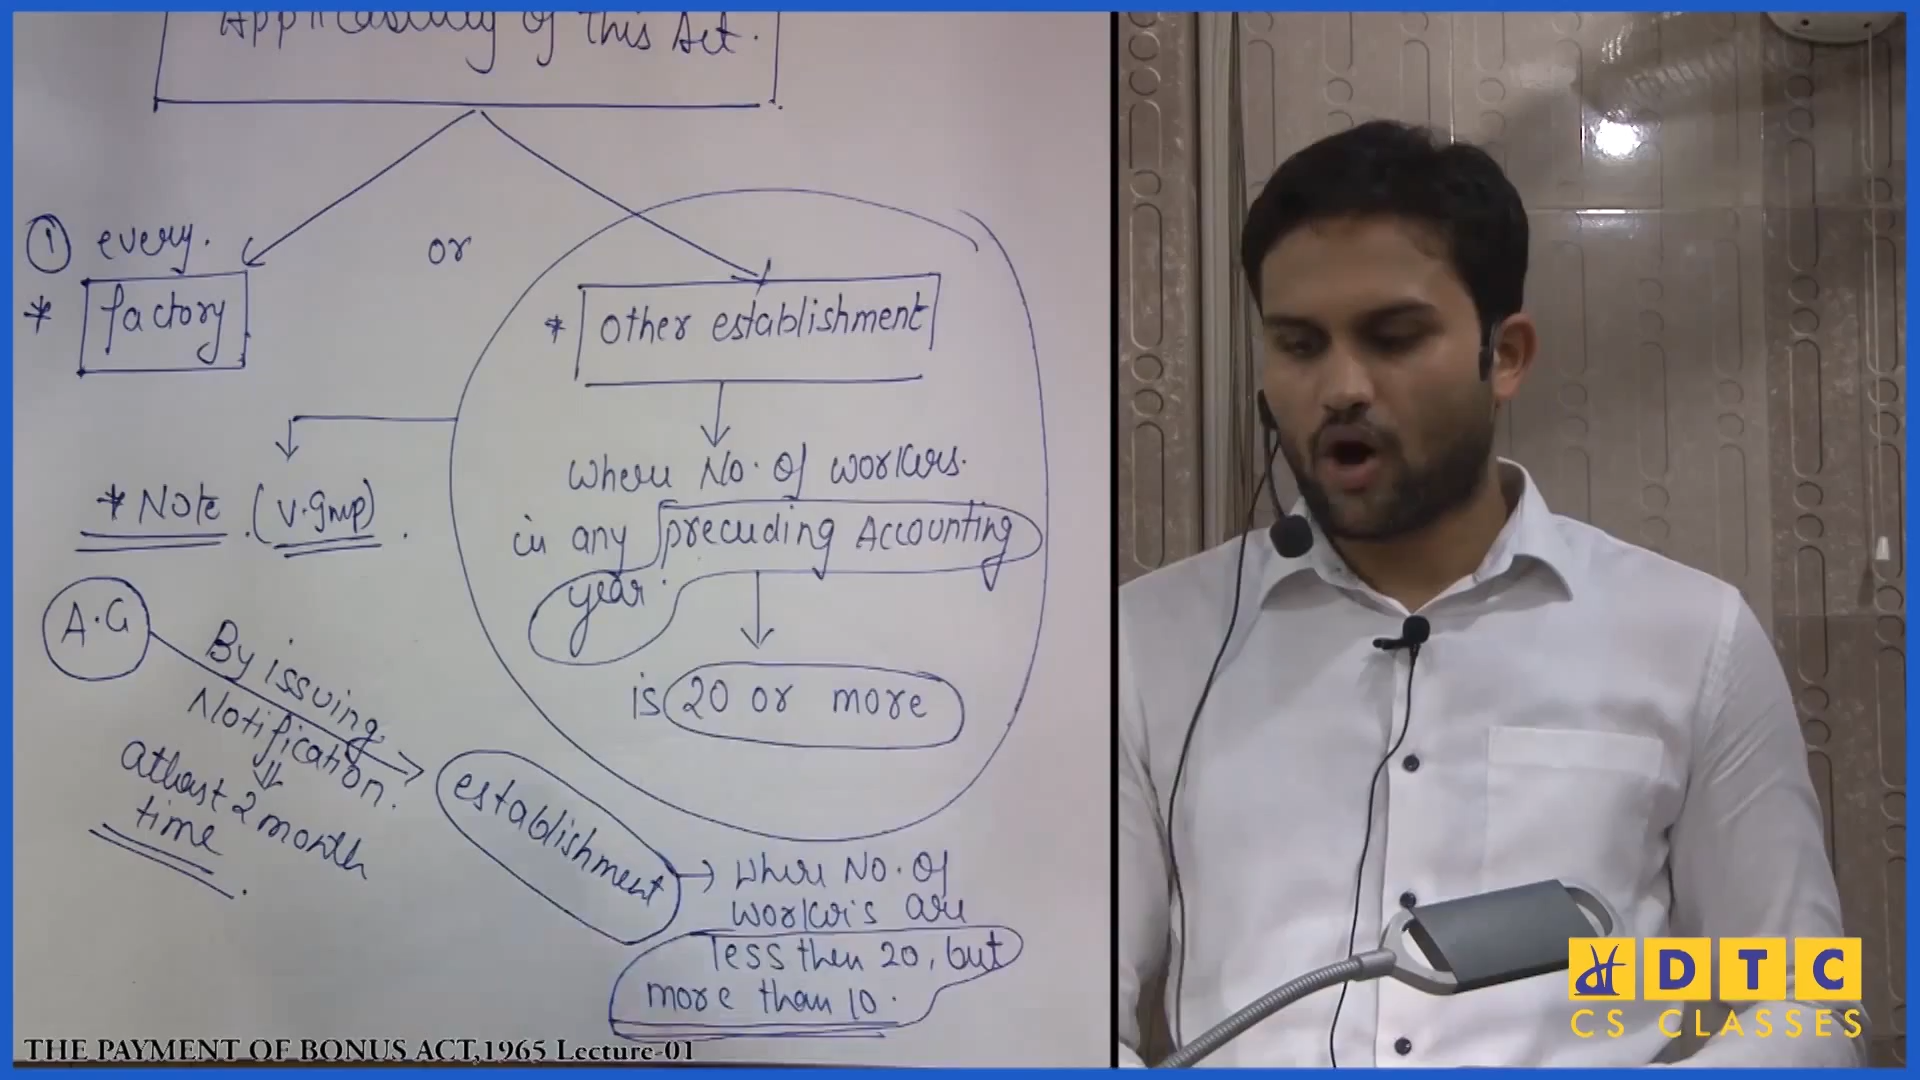 Applicability of this Act.
① every.
or
* factory
* Other establishment
where No. of workers.
in any preceding Accounting
year.
is 20 or more
* Note. (V.Imp).
A.G
By issuing
Notification.
atleast 2 month
time
establishment
where No. of
workers are
less then 20, but
more than 10.
THE PAYMENT OF BONUS ACT,1965 Lecture-01
DTC
CS CLASSES